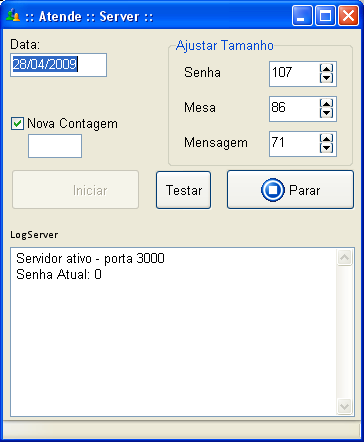 :: Atende :: Server ::
Data:
28/04/2009
Ajustar Tamanho
Senha
107
Mesa
86
Mensagem
71
Nova Contagem
Iniciar
Testar
Parar
LogServer
Servidor ativo - porta 3000
Senha Atual: 0